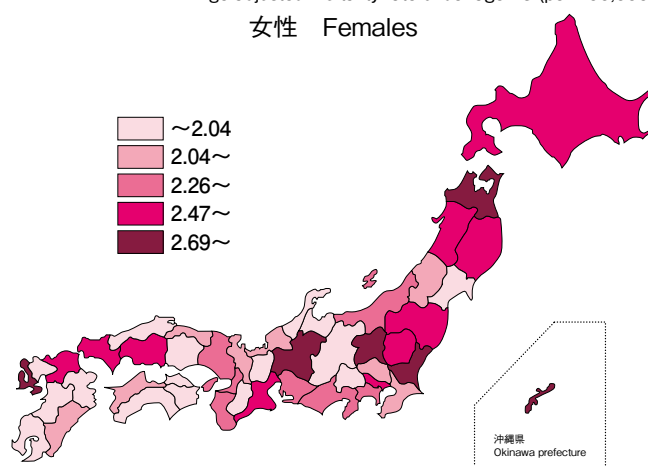 女性 Females
～2.04
2.04～
2.26～
2.47～
2.69～
沖縄県
Okinawa prefecture